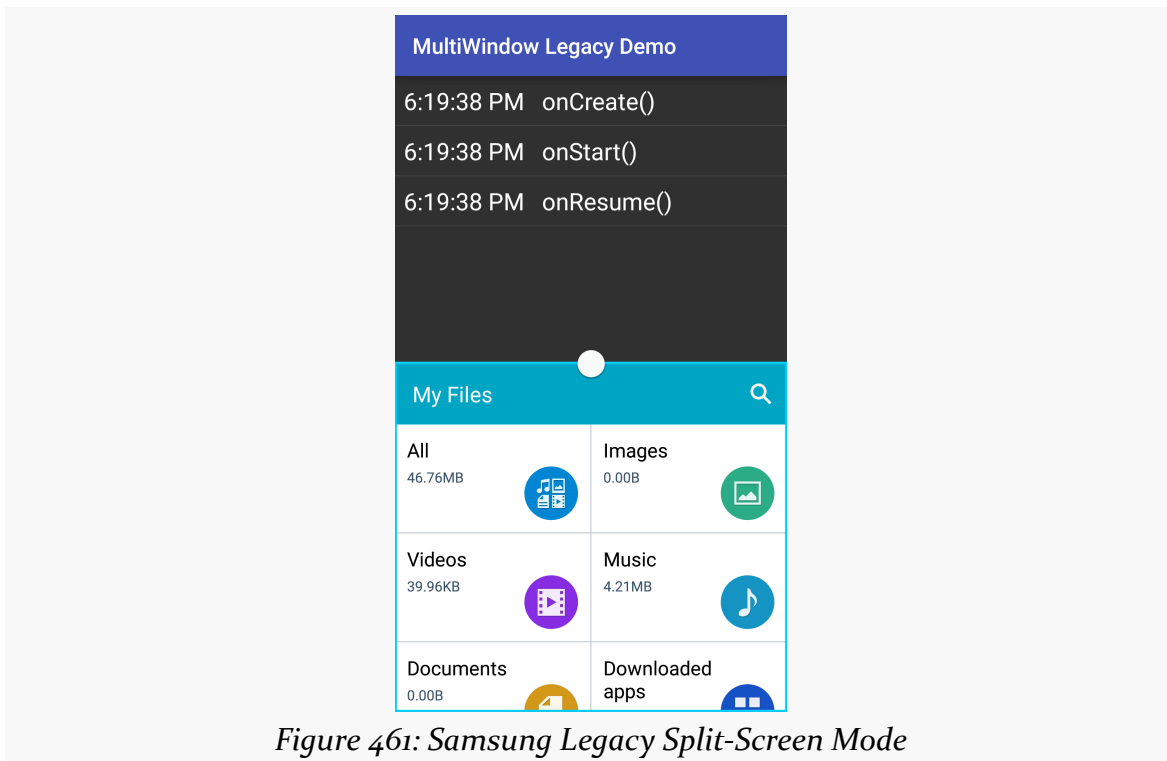 MultiWindow Legacy Demo
6:19:38 PM onCreate()
6:19:38 PM onStart()
6:19:38 PM onResume()
My Files
All
46.76MB
Images
0.00B
Videos
39.96KB
Music
4.21MB
Documents
0.00B
Downloaded
apps
Figure 461: Samsung Legacy Split-Screen Mode